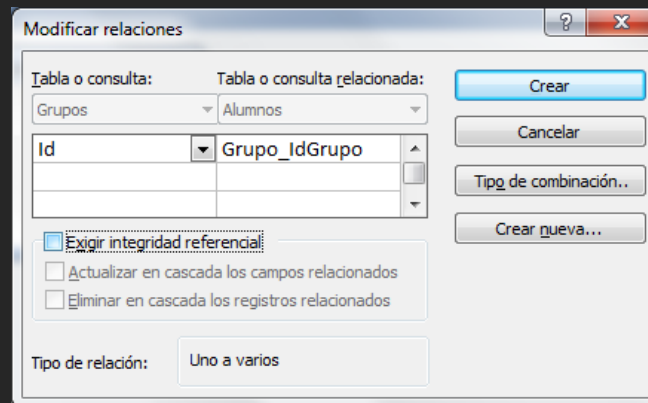 Modificar relaciones
Tabla o consulta: Tabla o consulta relacionada:
Grupos Alumnos
Id Grupo_IdGrupo
Exigir integridad referencial
Actualizar en cascada los campos relacionados
Eliminar en cascada los registros relacionados
Tipo de relación: Uno a varios
Crear
Cancelar
Tipo de combinación..
Crear nueva...